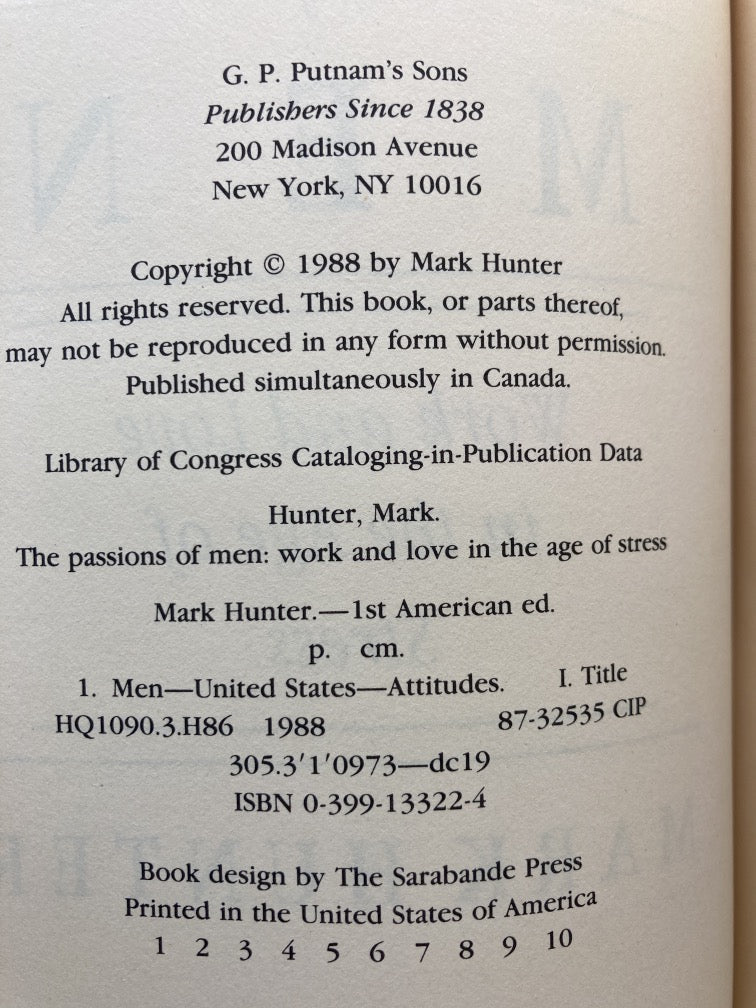 G. P. Putnam's Sons
Publishers Since 1838
200 Madison Avenue
New York, NY 10016
Copyright © 1988 by Mark Hunter
All rights reserved. This book, or parts thereof,
may not be reproduced in any form without permission.
Published simultaneously in Canada.
Library of Congress Cataloging-in-Publication Data
Hunter, Mark.
The passions of men: work and love in the age of stress
Mark Hunter.—1st American ed.
p. cm.
1. Men—United States—Attitudes. I. Title
HQ1090.3.H86 1988 87-32535 CIP
305.3′1′0973—dc19
ISBN 0-399-13322-4
Book design by The Sarabande Press
Printed in the United States of America
1 2 3 4 5 6 7 8 9 10